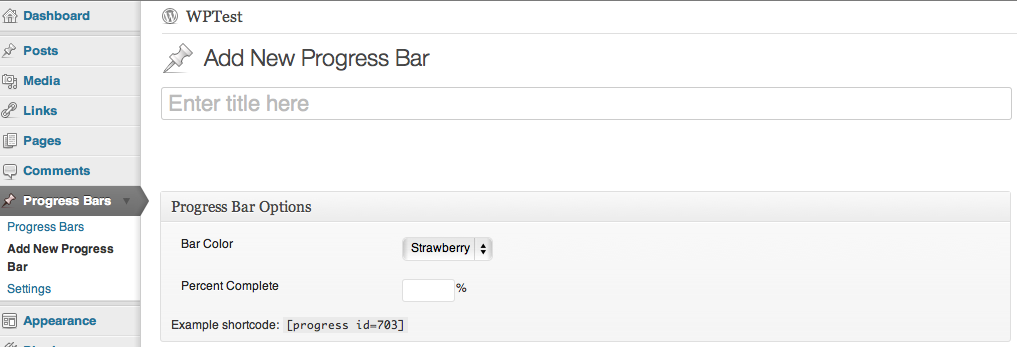 Dashboard
Posts
Media
Links
Pages
Comments
Progress Bars
Progress Bars
Add New Progress
Bar
Settings
Appearance
WPTest
Add New Progress Bar
Enter title here
Progress Bar Options
Bar Color Strawberry
Percent Complete %
Example shortcode: [progress id=703]